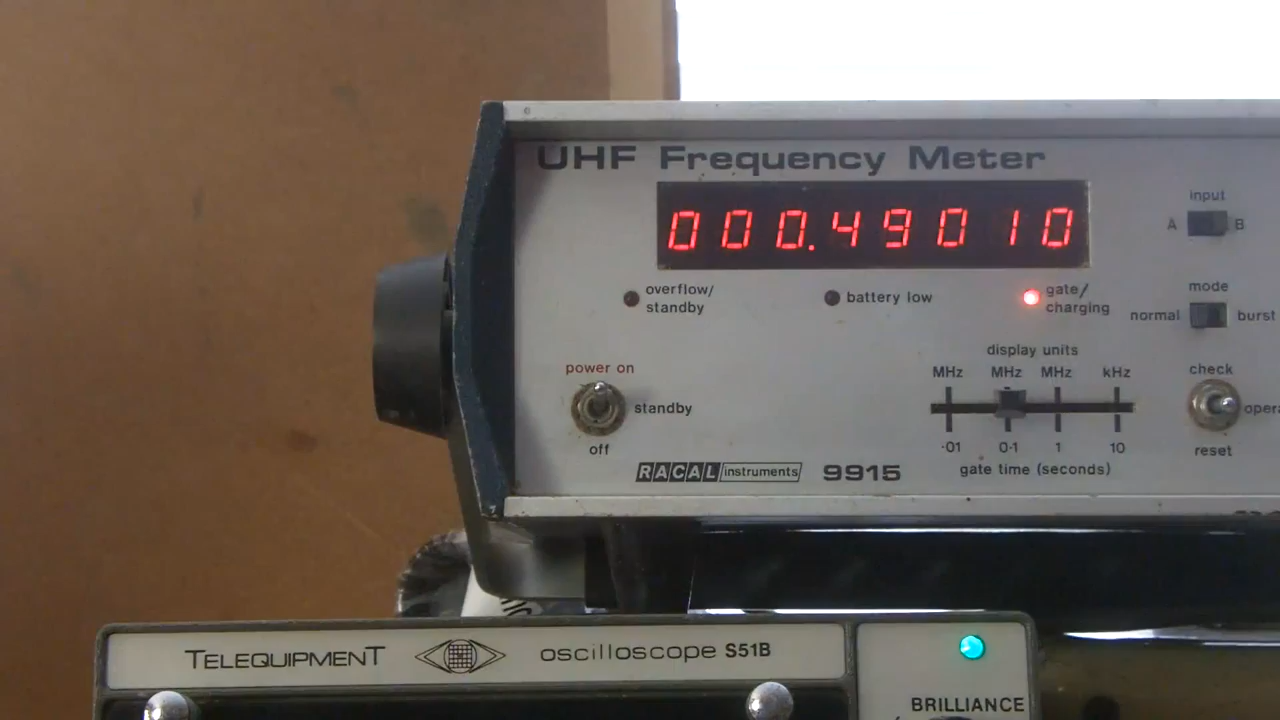 UHF Frequency Meter
000.49010
input
A B
overflow/
standby
battery low
gate/
charging
mode
normal burst
display units
MHz MHz MHz kHz
power on
standby
off
check
reset
·01 0·1 1 10
gate time (seconds)
RACAL instruments 9915
TELEQUIPMENT oscilloscope S51B
BRILLIANCE